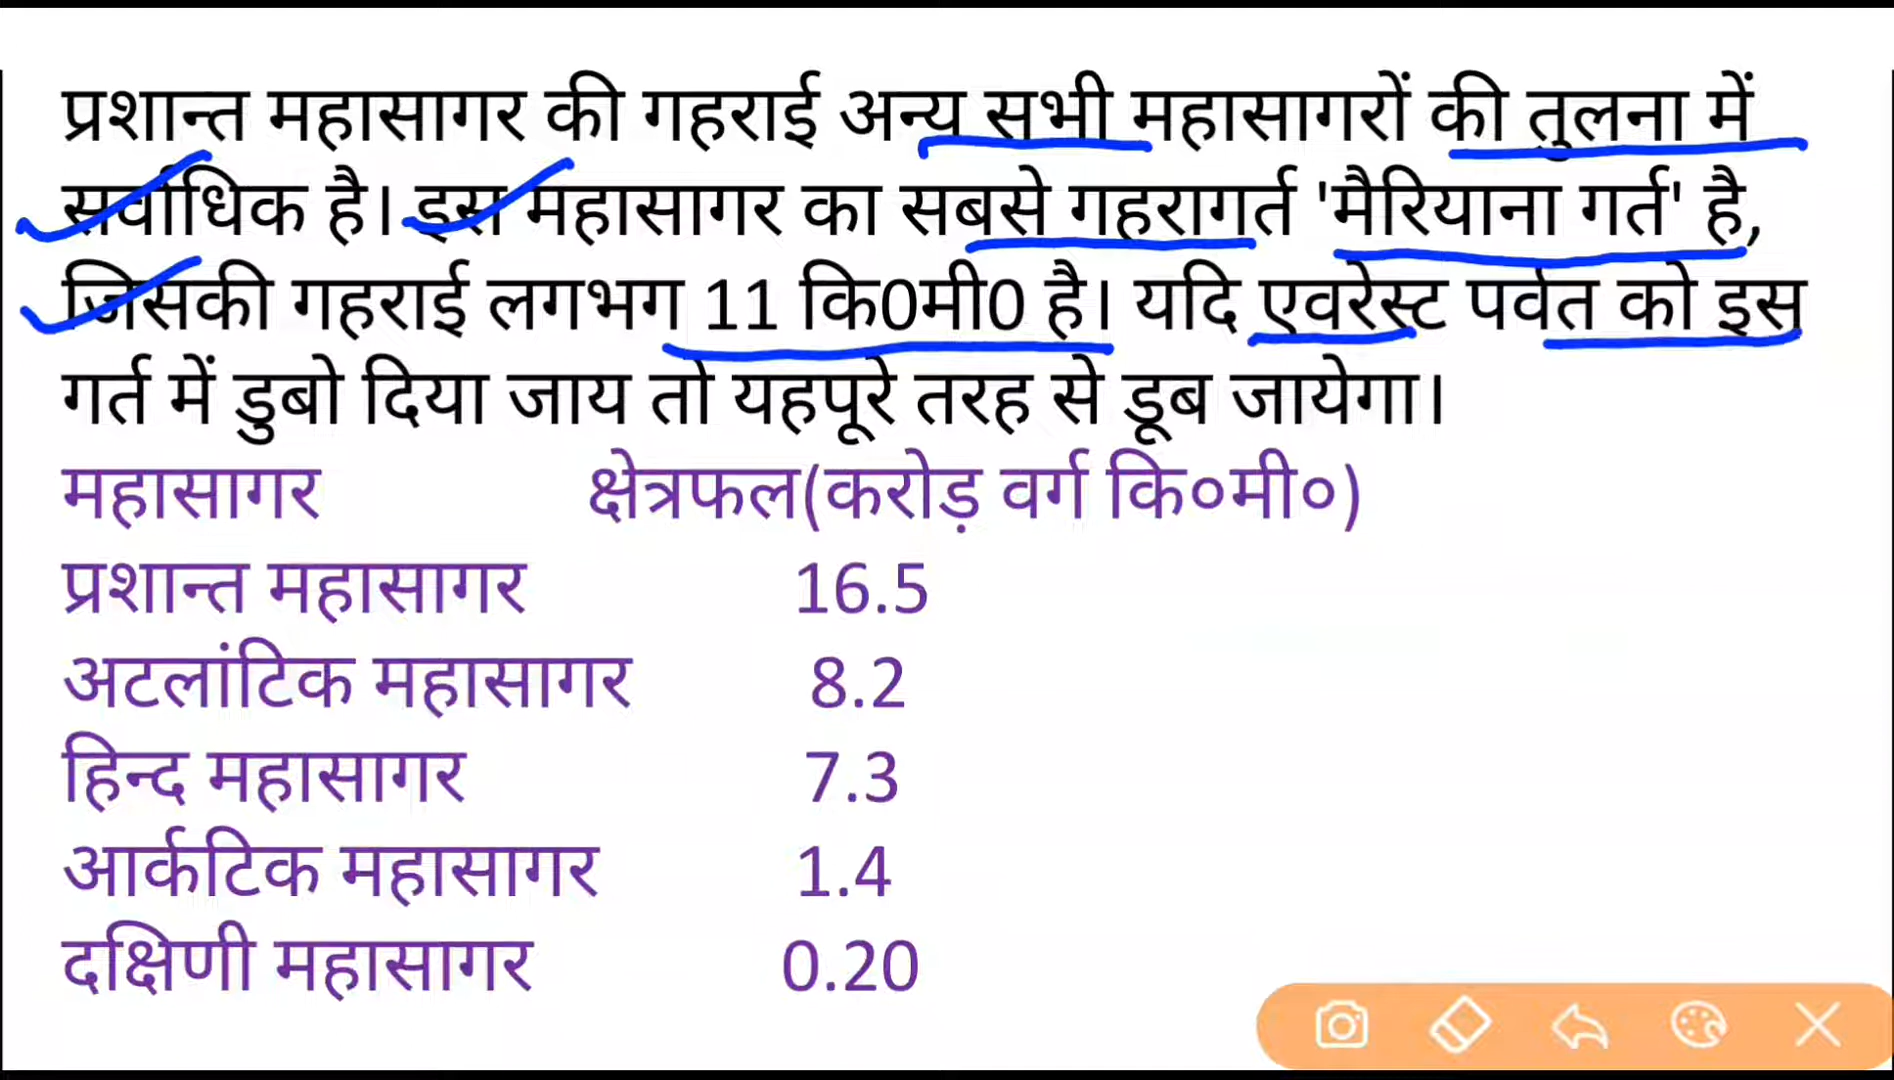 प्रशान्त महासागर की गहराई अन्य सभी महासागरों की तुलना में
सर्वाधिक है। इस महासागर का सबसे गहरागर्त 'मैरियाना गर्त' है,
जिसकी गहराई लगभग 11 कि0मी0 है। यदि एवरेस्ट पर्वत को इस
गर्त में डुबो दिया जाय तो यहपूरे तरह से डूब जायेगा।
महासागर क्षेत्रफल(करोड़ वर्ग कि०मी०)
प्रशान्त महासागर 16.5
अटलांटिक महासागर 8.2
हिन्द महासागर 7.3
आर्कटिक महासागर 1.4
दक्षिणी महासागर 0.20